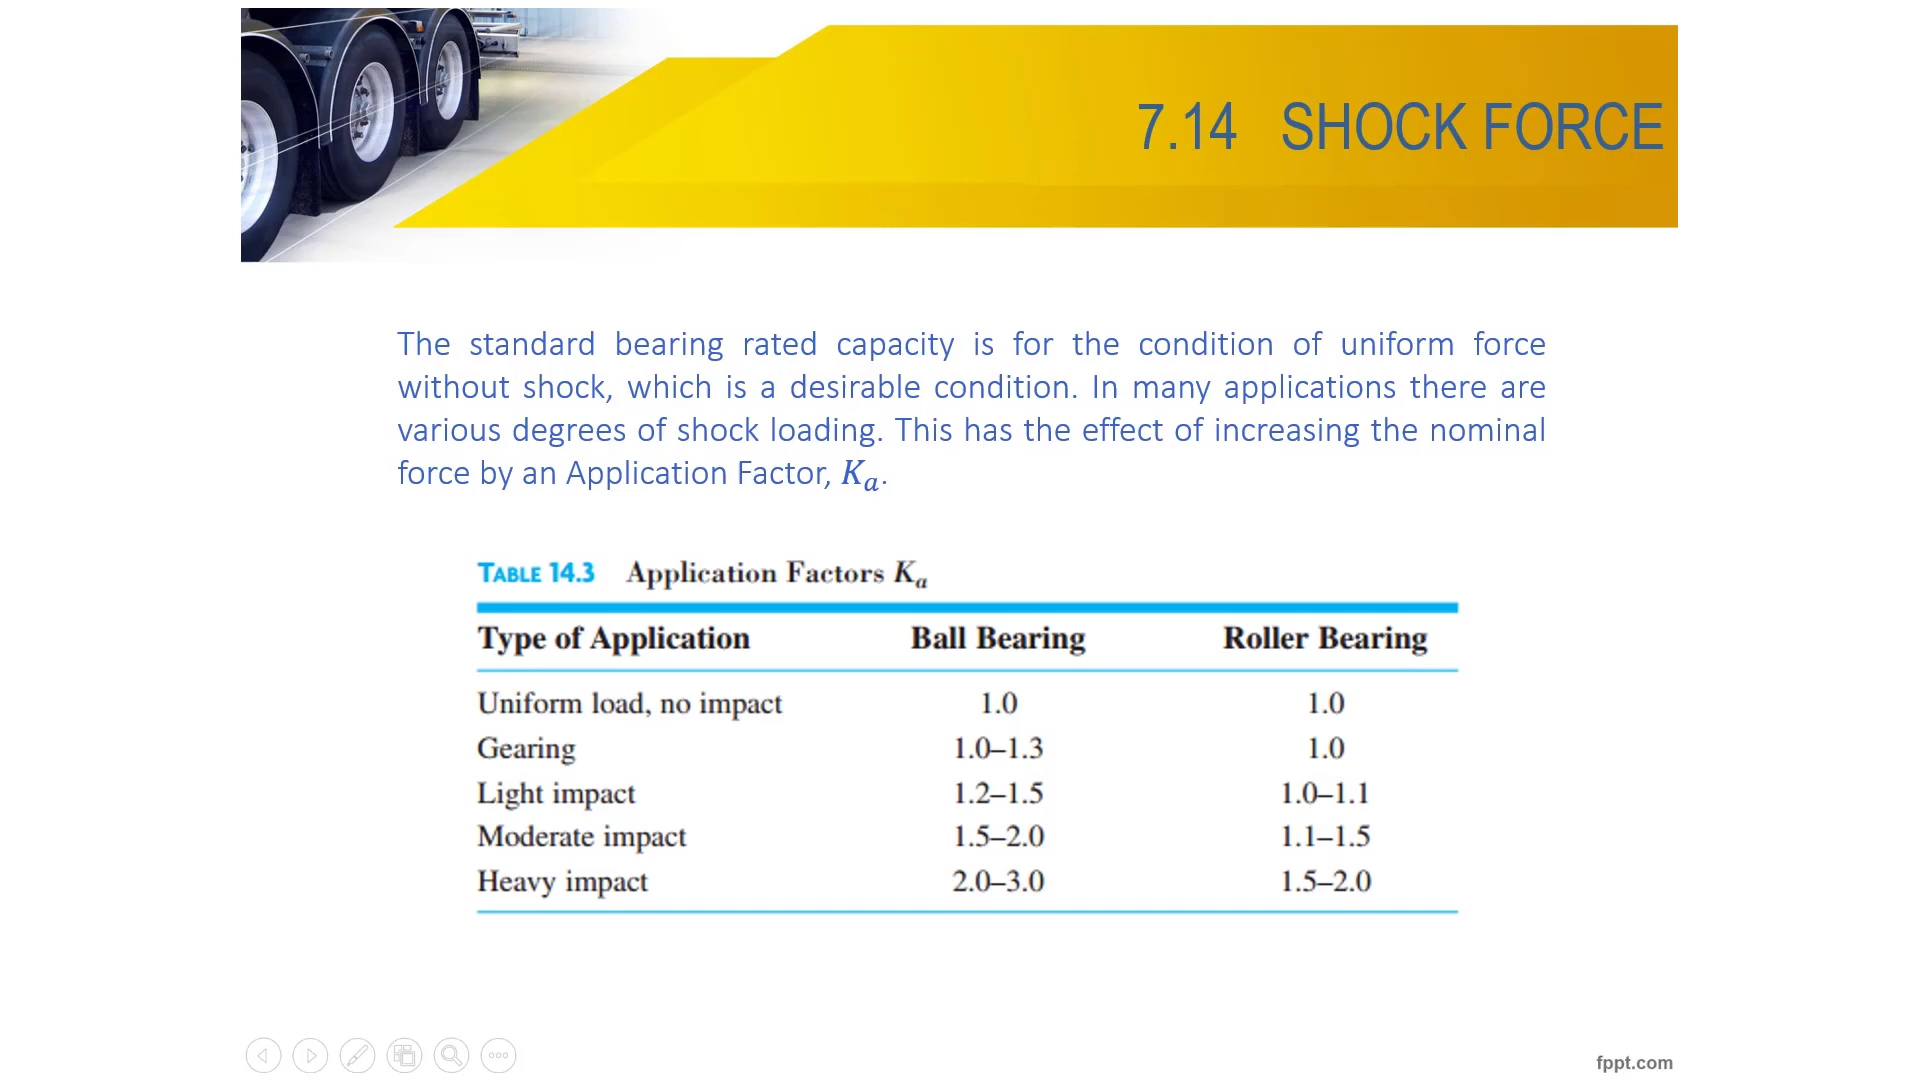 7.14 SHOCK FORCE
The standard bearing rated capacity is for the condition of uniform force
without shock, which is a desirable condition. In many applications there are
various degrees of shock loading. This has the effect of increasing the nominal
force by an Application Factor, Kₐ.
TABLE 14.3 Application Factors Kₐ
Type of Application Ball Bearing Roller Bearing
Uniform load, no impact 1.0 1.0
Gearing 1.0–1.3 1.0
Light impact 1.2–1.5 1.0–1.1
Moderate impact 1.5–2.0 1.1–1.5
Heavy impact 2.0–3.0 1.5–2.0
fppt.com